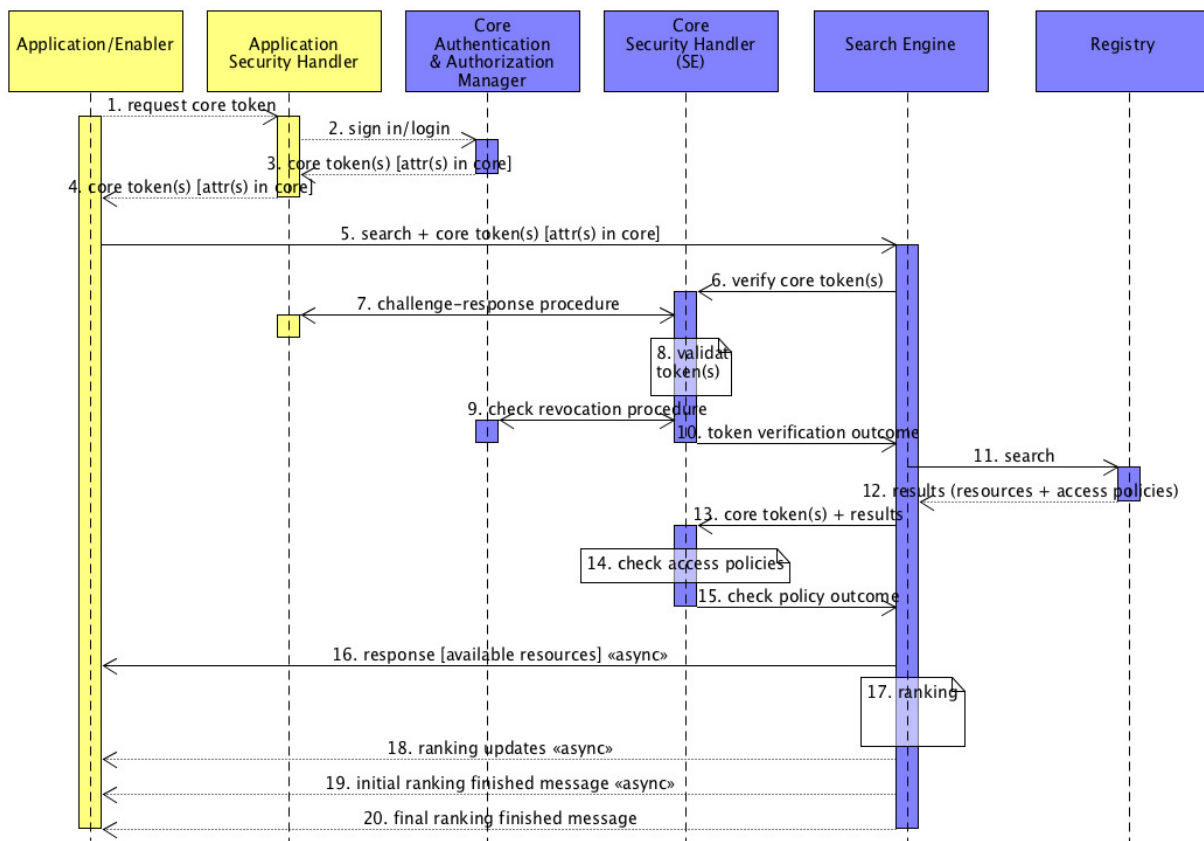 Application/Enabler
Application
Security Handler
Core
Authentication
& Authorization
Manager
Core
Security Handler
(SE)
Search Engine
Registry
1. request core token
2. sign in/login
3. core token(s) [attr(s) in core]
4. core token(s) [attr(s) in core]
5. search + core token(s) [attr(s) in core]
6. verify core token(s)
7. challenge-response procedure
8. validat
token(s)
9. check revocation procedure
10. token verification outcome
11. search
12. results (resources + access policies)
13. core token(s) + results
14. check access policies
15. check policy outcome
16. response [available resources] «async»
17. ranking
18. ranking updates «async»
19. initial ranking finished message «async»
20. final ranking finished message